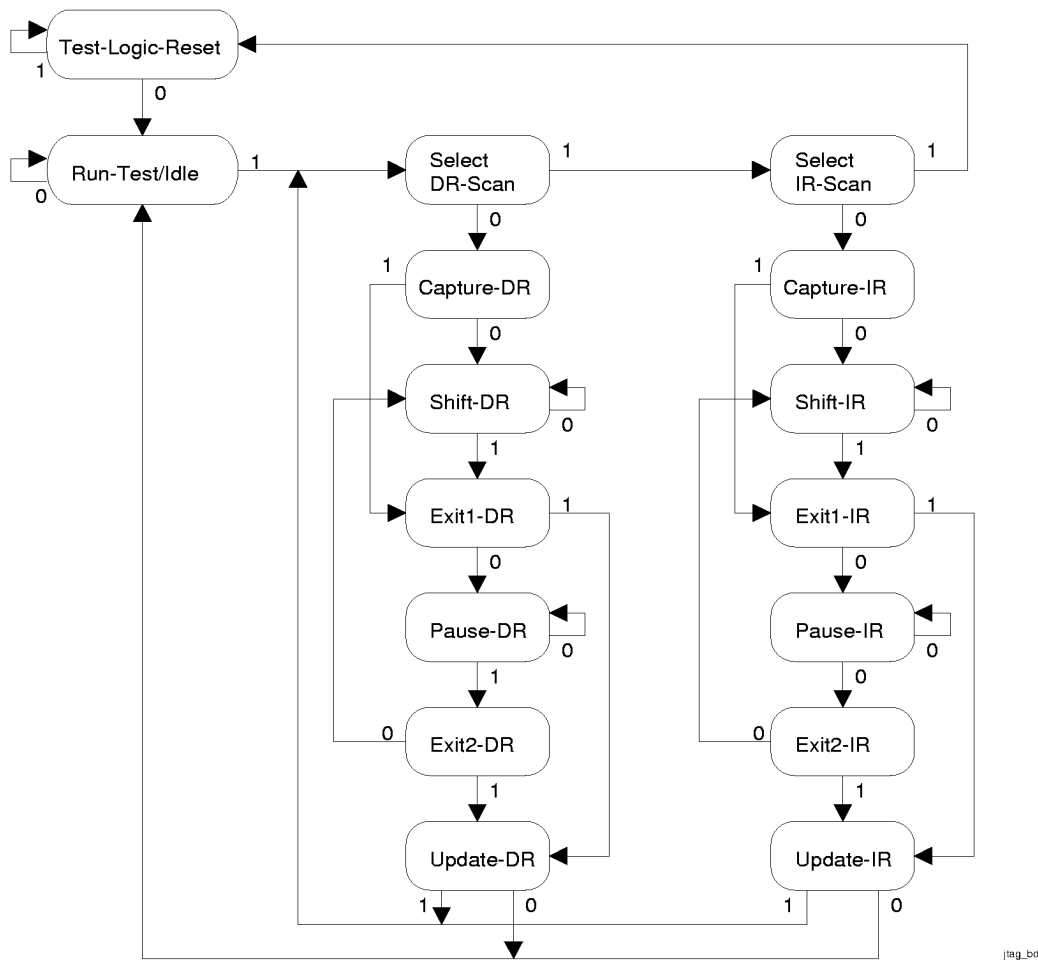 Test-Logic-Reset
1
0
Run-Test/Idle
0
1
Select
DR-Scan
1
0
Select
IR-Scan
1
0
1
Capture-DR
0
1
Capture-IR
0
Shift-DR
0
1
Shift-IR
0
1
Exit1-DR
1
0
Exit1-IR
1
0
Pause-DR
0
1
Pause-IR
0
0
0
Exit2-DR
1
0
Exit2-IR
1
Update-DR
1
0
Update-IR
1
0
jtag_bd